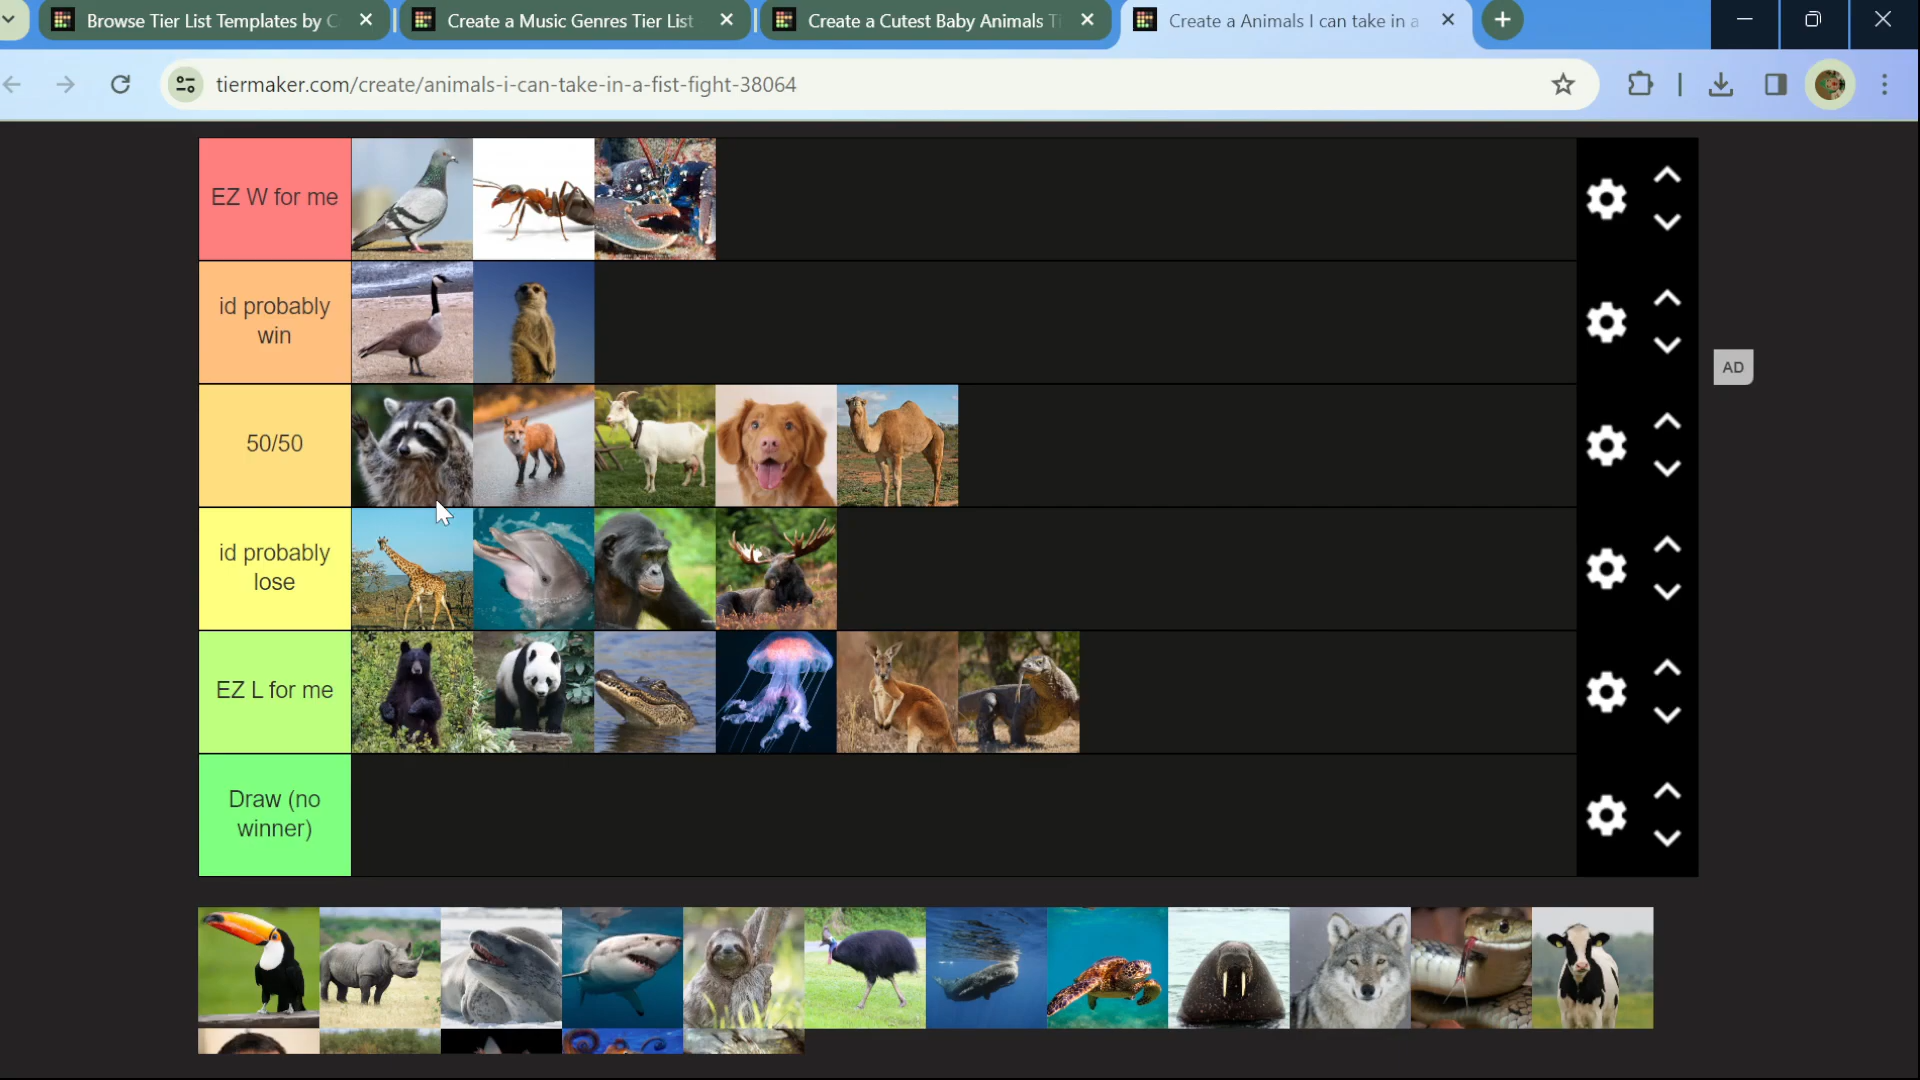 Browse Tier List Templates by C
Create a Music Genres Tier List
Create a Cutest Baby Animals Ti
Create a Animals I can take in a
tiermaker.com/create/animals-i-can-take-in-a-fist-fight-38064
EZ W for me
id probably
win
AD
50/50
id probably
lose
EZ L for me
Draw (no
winner)